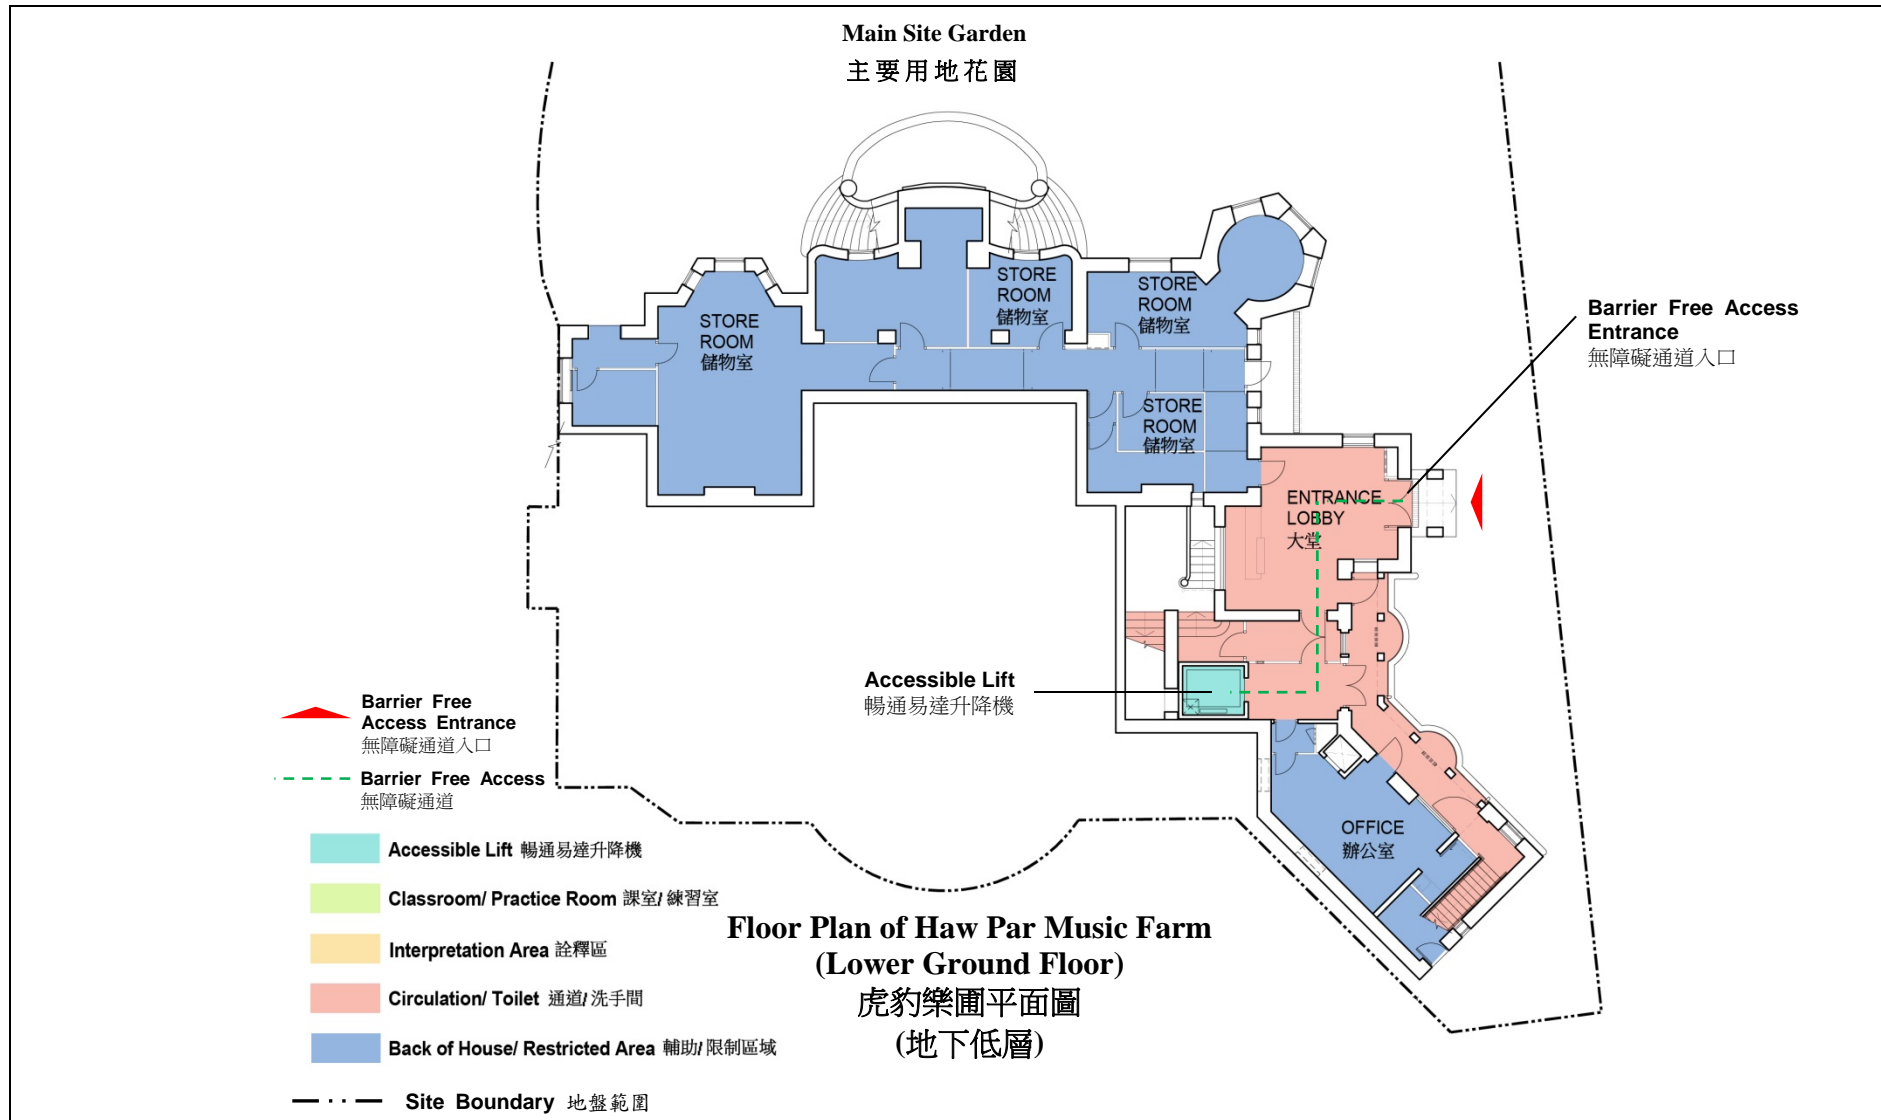 Main Site Garden
主要用地花園
STORE
ROOM
儲物室
STORE
ROOM
儲物室
STORE
ROOM
儲物室
STORE
ROOM
儲物室
Barrier Free Access
Entrance
無障礙通道入口
ENTRANCE
LOBBY
大堂
Accessible Lift
暢通易達升降機
OFFICE
辦公室
Barrier Free
Access Entrance
無障礙通道入口
Barrier Free Access
無障礙通道
Accessible Lift 暢通易達升降機
Classroom/ Practice Room 課室/ 練習室
Interpretation Area 詮釋區
Circulation/ Toilet 通道/ 洗手間
Back of House/ Restricted Area 輔助/ 限制區域
Site Boundary 地盤範圍
Floor Plan of Haw Par Music Farm
(Lower Ground Floor)
虎豹樂圃平面圖
(地下低層)